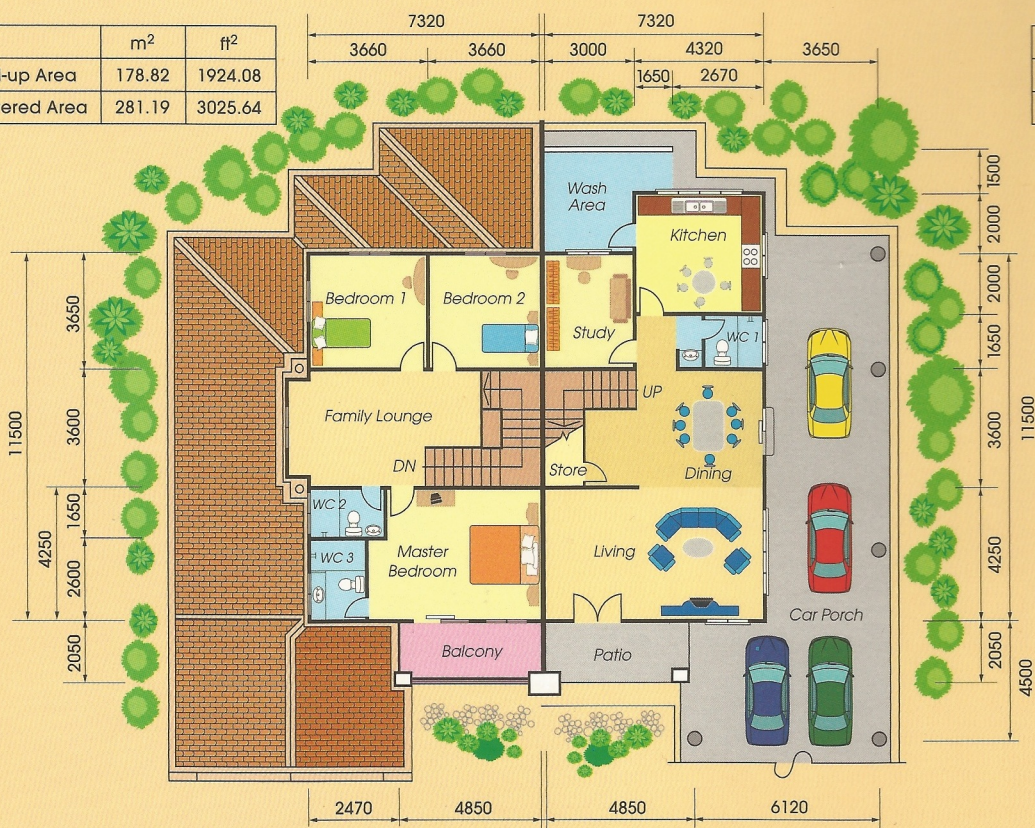 m² ft²
-up Area 178.82 1924.08
ered Area 281.19 3025.64
7320 7320
3660 3660 3000 4320 3650
1650 2670
1500
2000
2000
1650
3600
11500
4250
2050
4500
3650
3600
11500
1650
4250
2600
2050
Wash
Area
Kitchen
Bedroom 1
Bedroom 2
Study
WC 1
Family Lounge
UP
DN
Store
Dining
WC 2
WC 3
Master
Bedroom
Living
Car Porch
Balcony
Patio
2470 4850 4850 6120